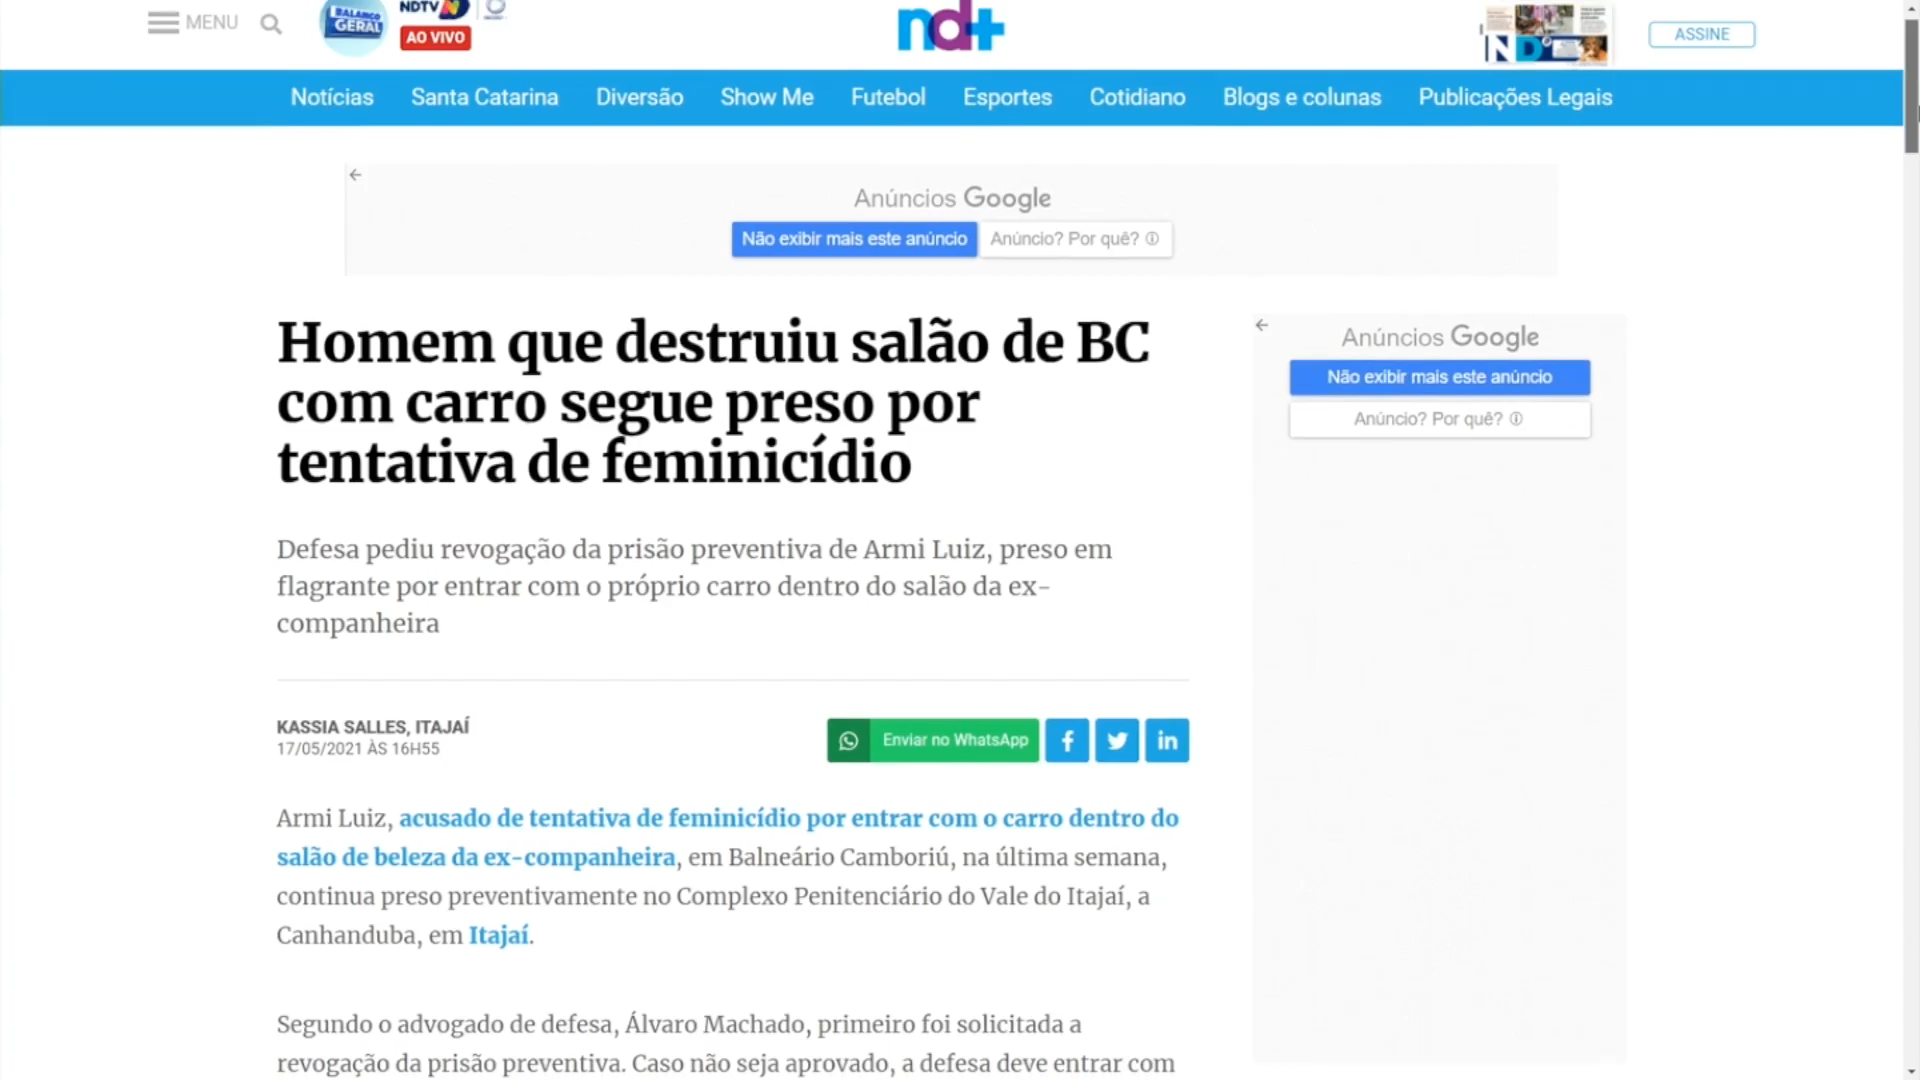 MENU
BALANÇO
GERAL
NDTV
AO VIVO
nd+
ND
ASSINE
Notícias Santa Catarina Diversão Show Me Futebol Esportes Cotidiano Blogs e colunas Publicações Legais
Anúncios Google
Não exibir mais este anúncio Anúncio? Por quê?
Homem que destruiu salão de BC
com carro segue preso por
tentativa de feminicídio
Anúncios Google
Não exibir mais este anúncio
Anúncio? Por quê?
Defesa pediu revogação da prisão preventiva de Armi Luiz, preso em
flagrante por entrar com o próprio carro dentro do salão da ex-
companheira
KASSIA SALLES, ITAJAÍ
17/05/2021 ÀS 16H55
Enviar no WhatsApp
Armi Luiz, acusado de tentativa de feminicídio por entrar com o carro dentro do
salão de beleza da ex-companheira, em Balneário Camboriú, na última semana,
continua preso preventivamente no Complexo Penitenciário do Vale do Itajaí, a
Canhanduba, em Itajaí.
Segundo o advogado de defesa, Álvaro Machado, primeiro foi solicitada a
revogação da prisão preventiva. Caso não seja aprovado, a defesa deve entrar com